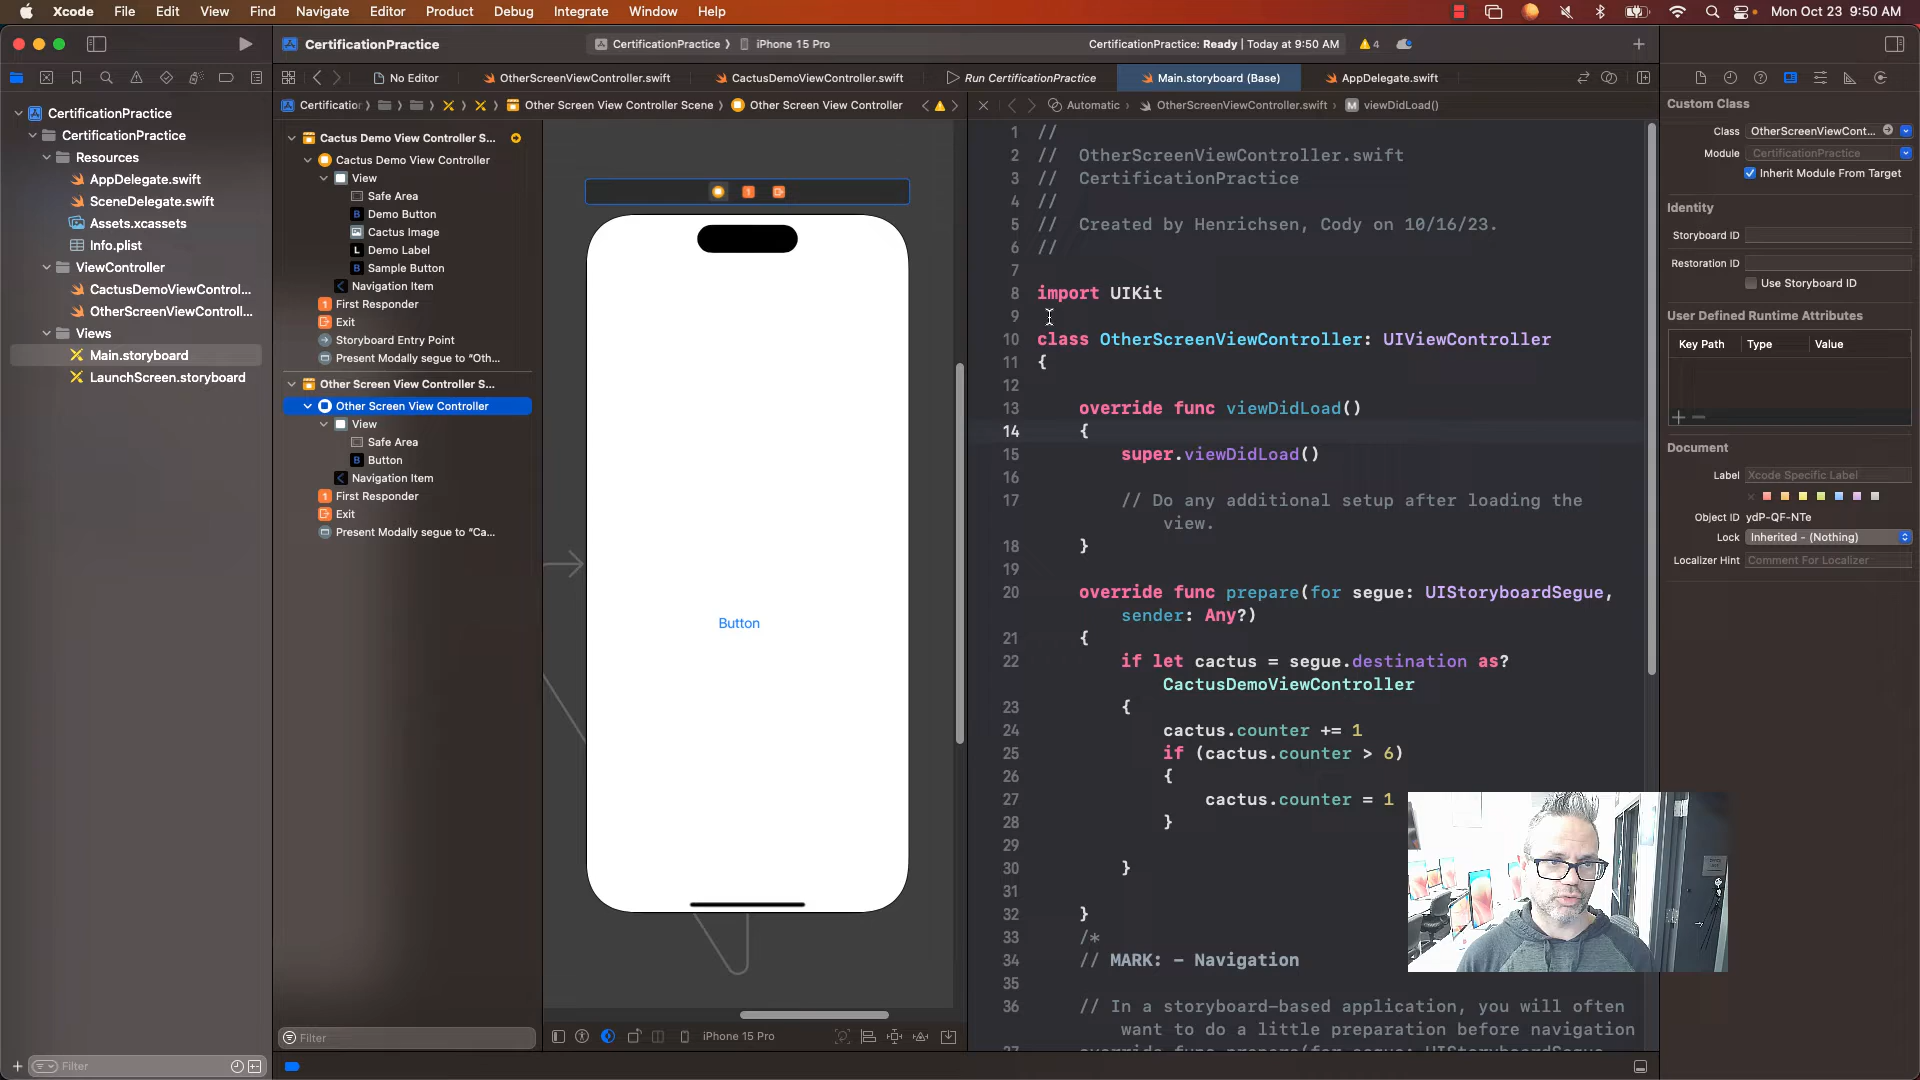 Xcode File Edit View Find Navigate Editor Product Debug Integrate Window Help Mon Oct 23 9:50 AM
CertificationPractice CertificationPractice iPhone 15 Pro CertificationPractice: Ready | Today at 9:50 AM 4
No Editor OtherScreenViewController.swift CactusDemoViewController.swift Run CertificationPractice Main.storyboard (Base) AppDelegate.swift
Certification Other Screen View Controller Scene Other Screen View Controller Automatic OtherScreenViewController.swift M viewDidLoad()
CertificationPractice
CertificationPractice
Resources
AppDelegate.swift
SceneDelegate.swift
Assets.xcassets
Info.plist
ViewController
CactusDemoViewControl...
OtherScreenViewControll...
Views
Main.storyboard
LaunchScreen.storyboard
Filter
Cactus Demo View Controller S...
Cactus Demo View Controller
View
Safe Area
B Demo Button
Cactus Image
L Demo Label
B Sample Button
Navigation Item
1 First Responder
Exit
Storyboard Entry Point
Present Modally segue to "Oth...
Other Screen View Controller S...
Other Screen View Controller
View
Safe Area
B Button
Navigation Item
1 First Responder
Exit
Present Modally segue to "Ca...
Filter
1
Button
iPhone 15 Pro
1 //
2 // OtherScreenViewController.swift
3 // CertificationPractice
4 //
5 // Created by Henrichsen, Cody on 10/16/23.
6 //
7
8 import UIKit
9
10 class OtherScreenViewController: UIViewController
11 {
12
13 override func viewDidLoad()
14 {
15 super.viewDidLoad()
16
17 // Do any additional setup after loading the
view.
18 }
19
20 override func prepare(for segue: UIStoryboardSegue,
sender: Any?)
21 {
22 if let cactus = segue.destination as?
CactusDemoViewController
23 {
24 cactus.counter += 1
25 if (cactus.counter > 6)
26 {
27 cactus.counter = 1
28 }
29
30 }
31
32 }
33 /*
34 // MARK: - Navigation
35
36 // In a storyboard-based application, you will often
want to do a little preparation before navigation
37 override func prepare(for segue: UIStoryboardSegue,
Custom Class
Class OtherScreenViewCont...
Module CertificationPractice
Inherit Module From Target
Identity
Storyboard ID
Restoration ID
Use Storyboard ID
User Defined Runtime Attributes
Key Path Type Value
Document
Label Xcode Specific Label
Object ID ydP-QF-NTe
Lock Inherited - (Nothing)
Localizer Hint Comment For Localizer